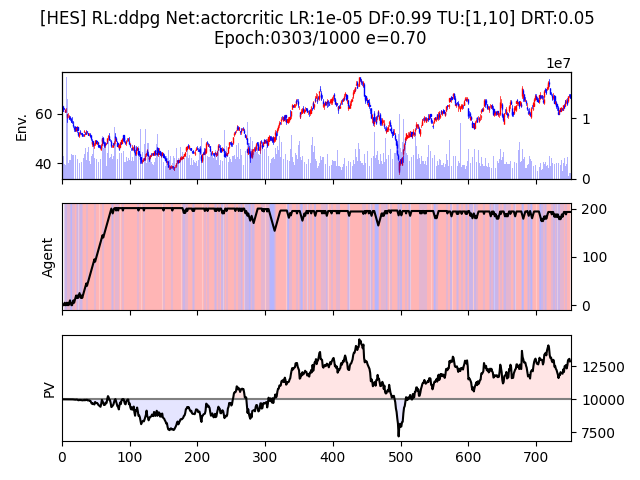 [HES] RL:ddpg Net:actorcritic LR:1e-05 DF:0.99 TU:[1,10] DRT:0.05
Epoch:0303/1000 e=0.70
1e7
Env.
60
40
1
0
Agent
200
100
0
PV
12500
10000
7500
0 100 200 300 400 500 600 700